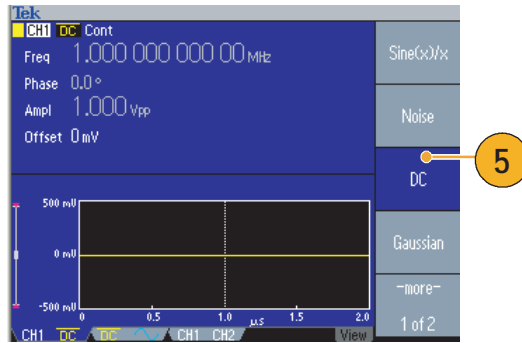 Tek
CH1 DC Cont
Freq 1.000 000 000 00 MHz
Phase 0.0 °
Ampl 1.000 Vpp
Offset 0 mV
Sine(x)/x
Noise
DC
5
Gaussian
-more-
1 of 2
500 mV
0 mV
-500 mV
0 0.5 1.0 μs 1.5 2.0
CH1 DC DC CH1 CH2 View